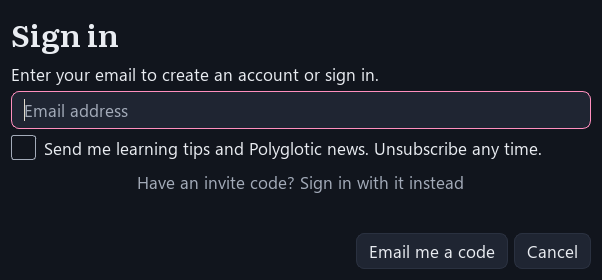 Sign in
Enter your email to create an account or sign in.
Email address
Send me learning tips and Polyglotic news. Unsubscribe any time.
Have an invite code? Sign in with it instead
Email me a code
Cancel